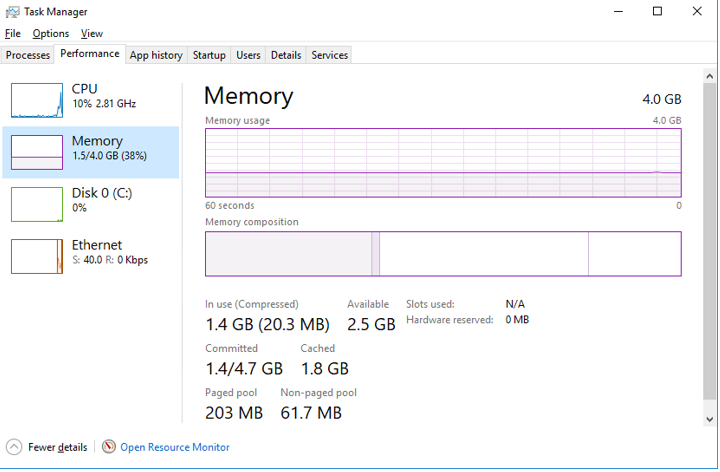 Task Manager
File Options View
Processes Performance App history Startup Users Details Services
CPU
10% 2.81 GHz
Memory
1.5/4.0 GB (38%)
Disk 0 (C:)
0%
Ethernet
S: 40.0 R: 0 Kbps
Memory 4.0 GB
Memory usage 4.0 GB
60 seconds 0
Memory composition
In use (Compressed) Available Slots used: N/A
1.4 GB (20.3 MB) 2.5 GB Hardware reserved: 0 MB
Committed Cached
1.4/4.7 GB 1.8 GB
Paged pool Non-paged pool
203 MB 61.7 MB
Fewer details Open Resource Monitor